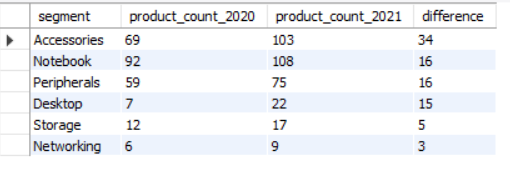 segment product_count_2020 product_count_2021 difference
Accessories 69 103 34
Notebook 92 108 16
Peripherals 59 75 16
Desktop 7 22 15
Storage 12 17 5
Networking 6 9 3